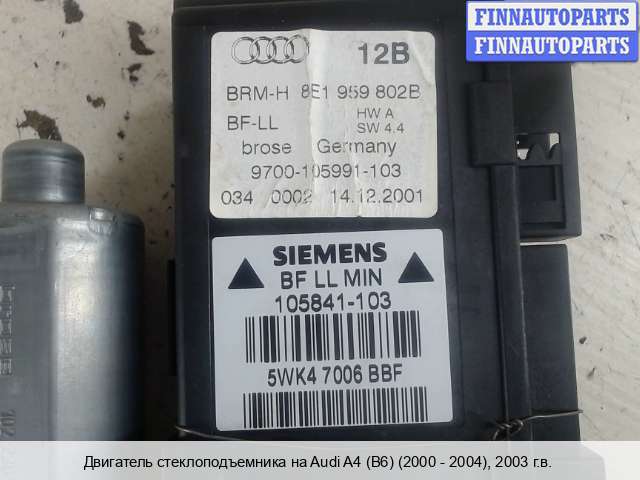 FINNAUTOPARTS
FINNAUTOPARTS
12B
BRM-H 8E1 959 802B
BF-LL HW A
SW 4.4
brose Germany
9700-105991-103
034 0002 14.12.2001
SIEMENS
BF LL MIN
105841-103
5WK4 7006 BBF
Двигатель стеклоподъемника на Audi A4 (B6) (2000 - 2004), 2003 г.в.